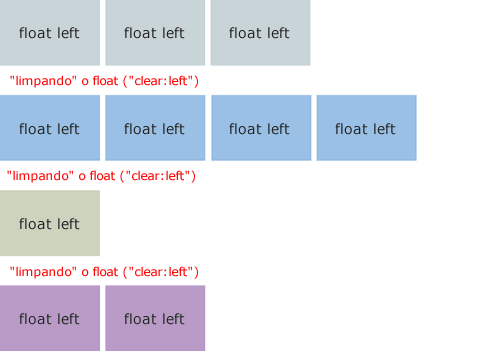 float left float left float left
"limpando" o float ("clear:left")
float left float left float left float left
"limpando" o float ("clear:left")
float left
"limpando" o float ("clear:left")
float left float left